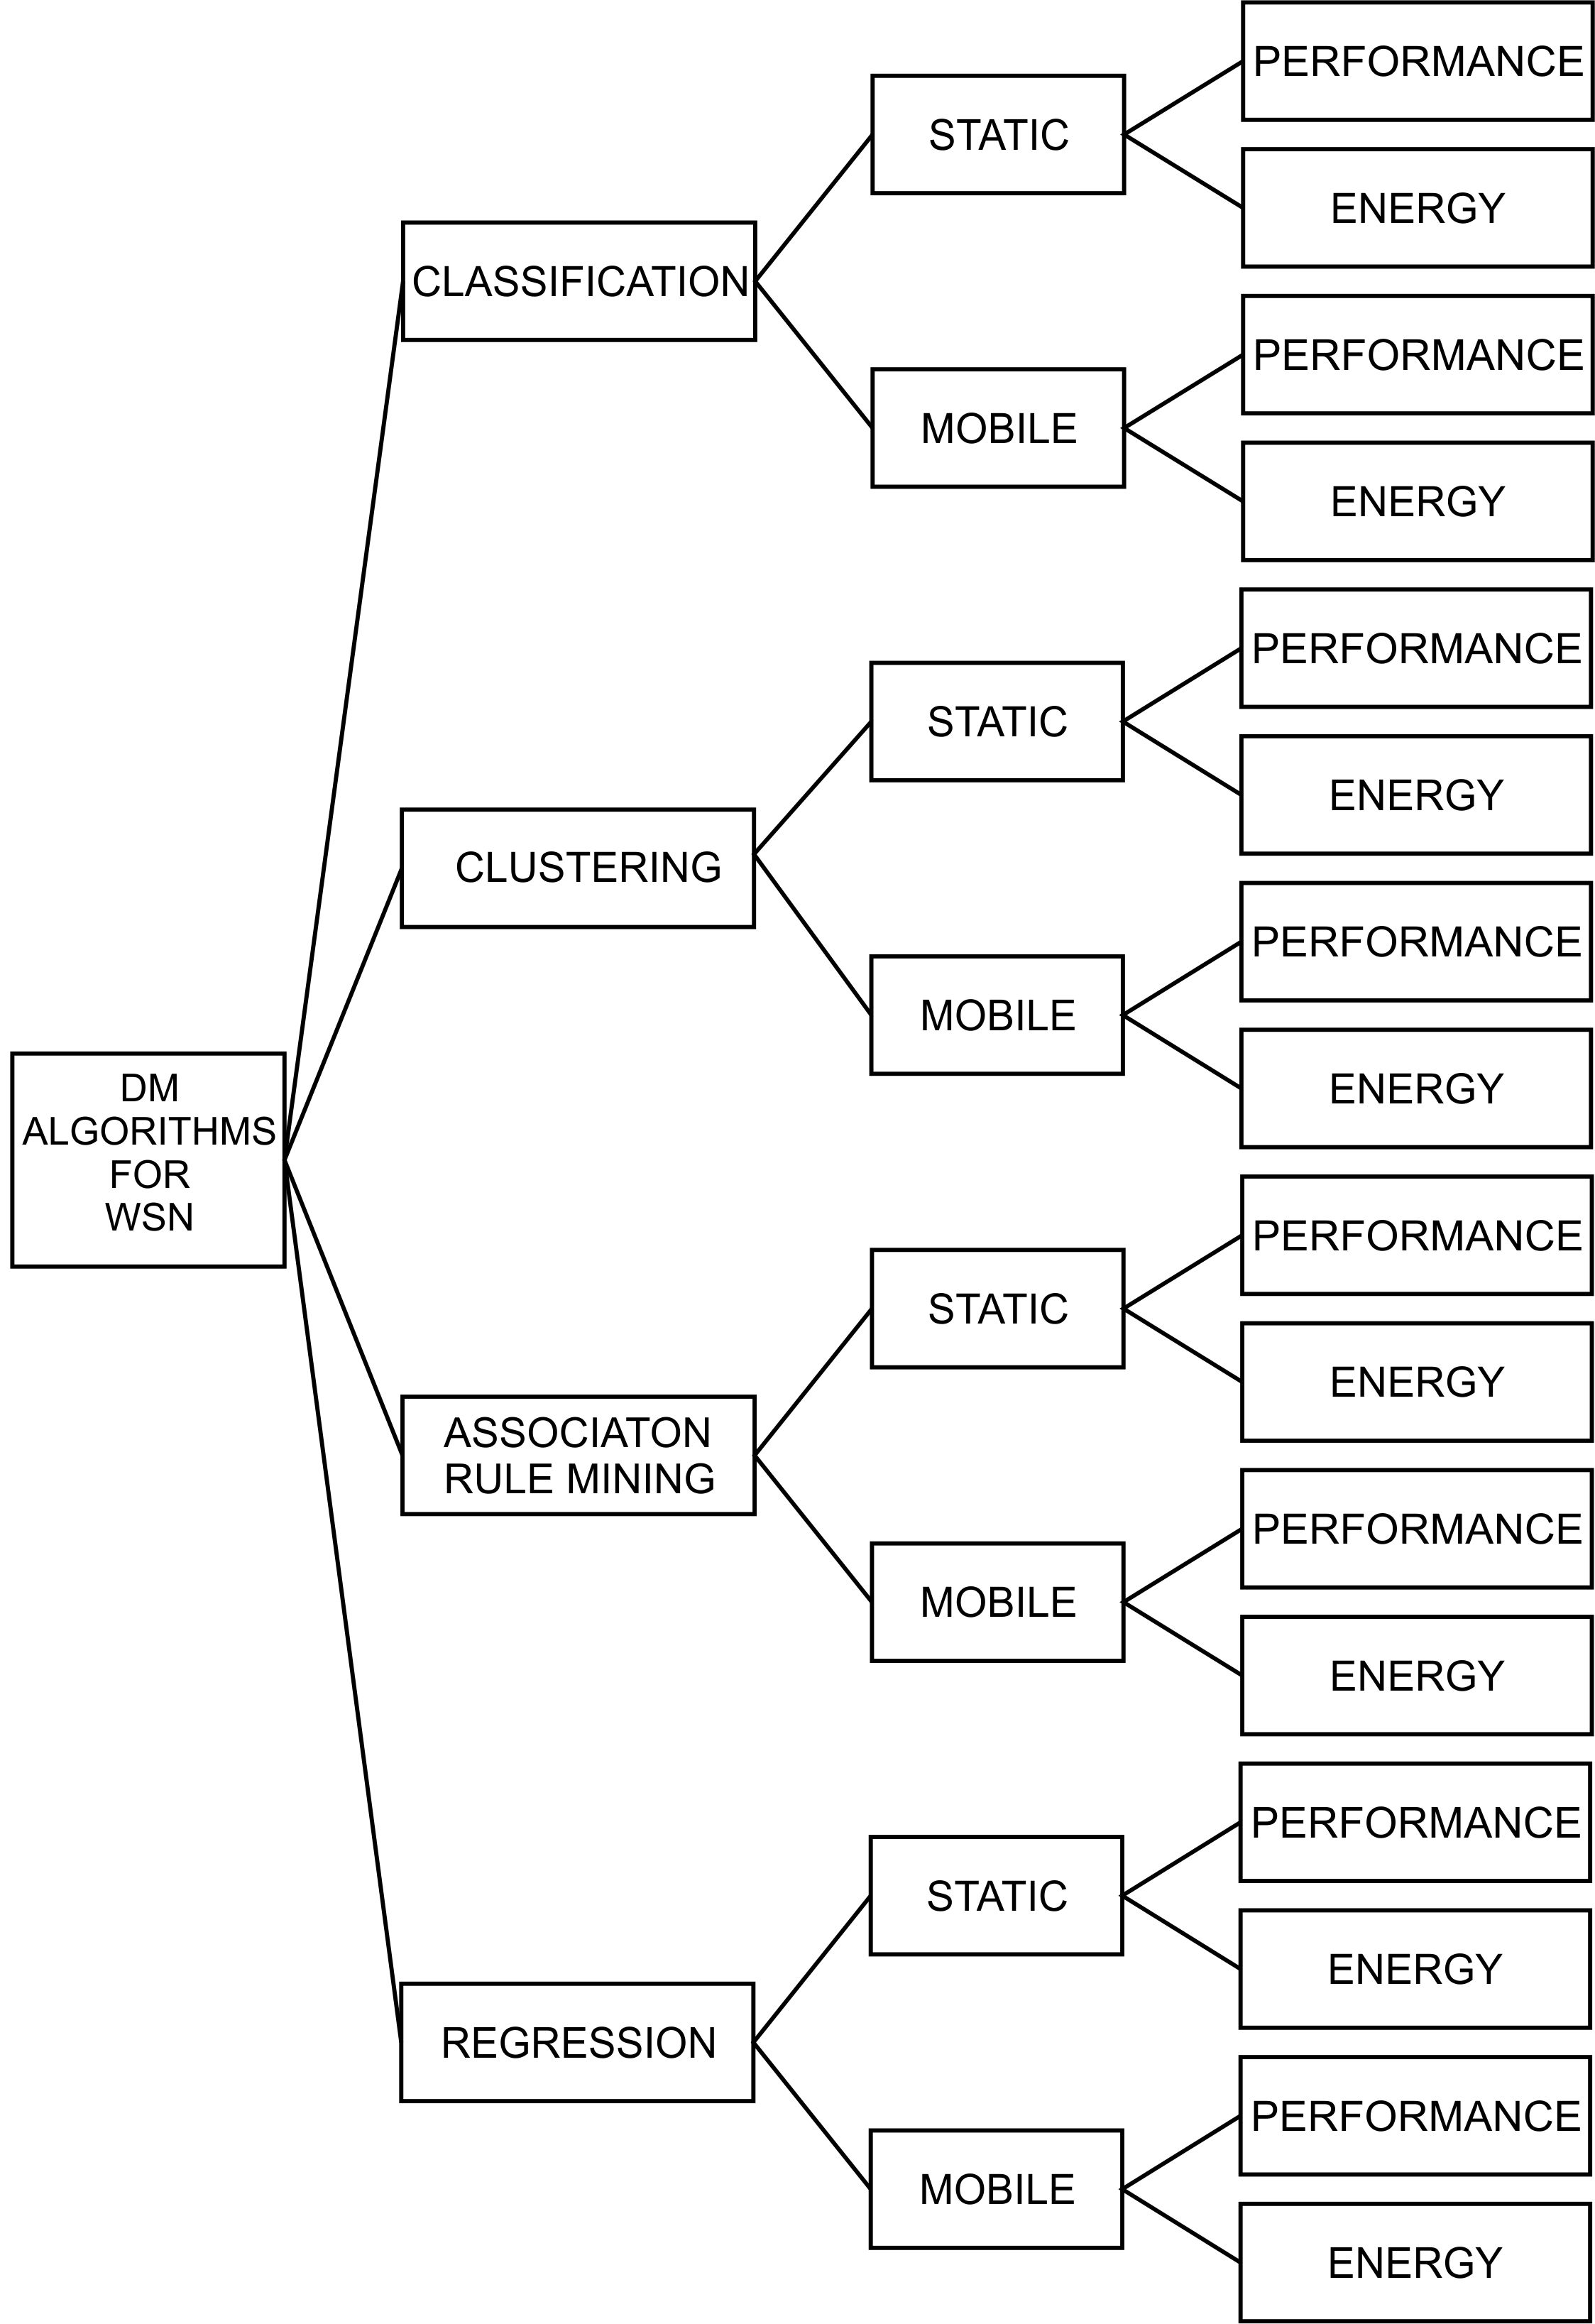 PERFORMANCE
STATIC
ENERGY
CLASSIFICATION
PERFORMANCE
MOBILE
ENERGY
PERFORMANCE
STATIC
ENERGY
CLUSTERING
PERFORMANCE
MOBILE
ENERGY
DM
ALGORITHMS
FOR
WSN
PERFORMANCE
STATIC
ENERGY
ASSOCIATON
RULE MINING
PERFORMANCE
MOBILE
ENERGY
PERFORMANCE
STATIC
ENERGY
REGRESSION
PERFORMANCE
MOBILE
ENERGY